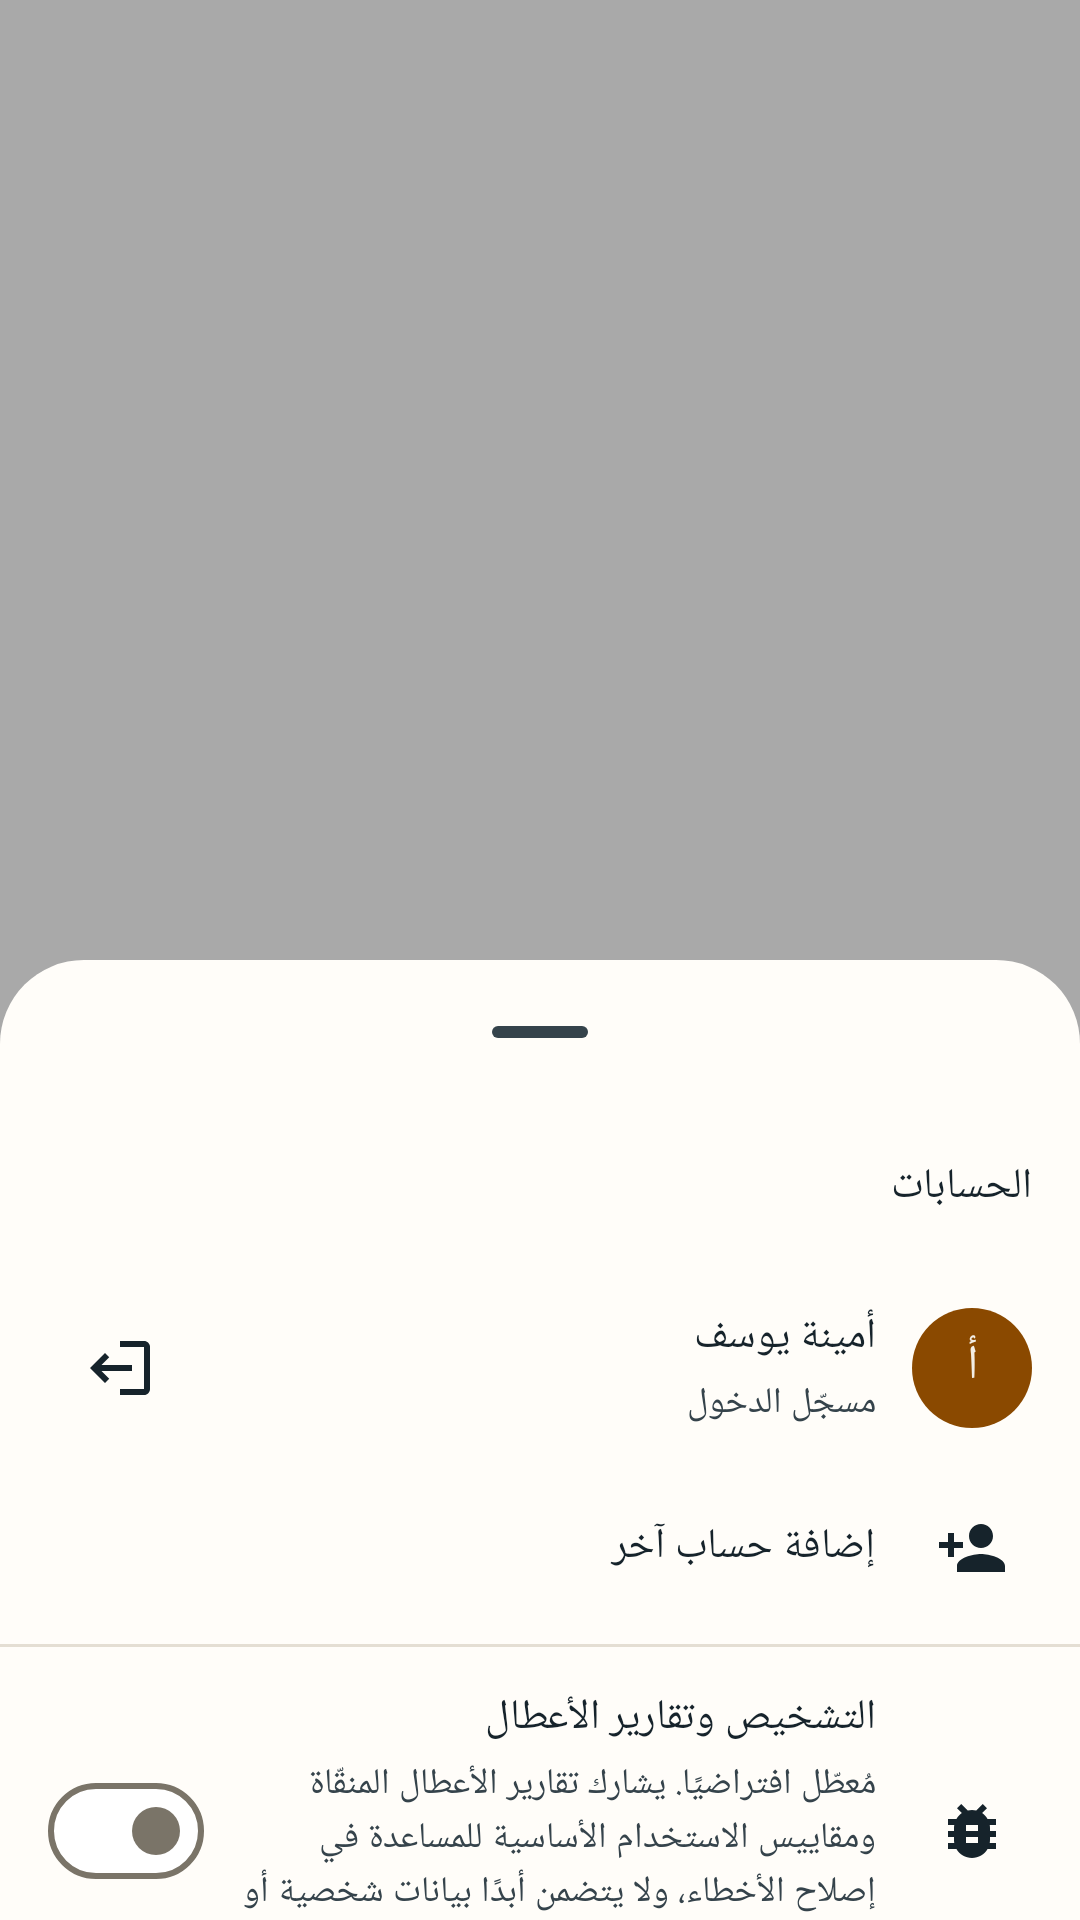 الحسابات
أ
أمينة يوسف
مسجّل الدخول
إضافة حساب آخر
التشخيص وتقارير الأعطال
مُعطّل افتراضيًا. يشارك تقارير الأعطال المنقّاة
ومقاييس الاستخدام الأساسية للمساعدة في
إصلاح الأخطاء، ولا يتضمن أبدًا بيانات شخصية أو